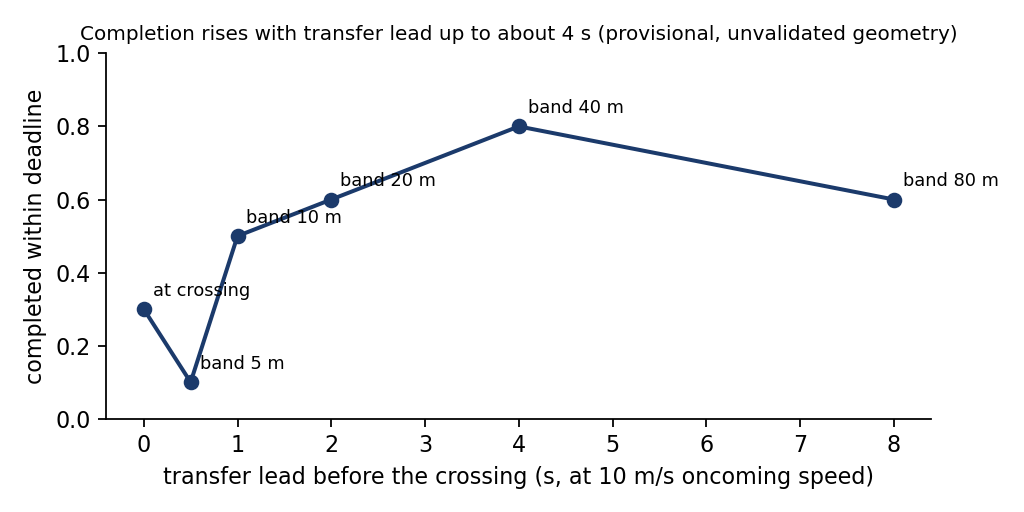 Completion rises with transfer lead up to about 4 s (provisional, unvalidated geometry)
completed within deadline
1.0
0.8
0.6
0.4
0.2
0.0
at crossing
band 5 m
band 10 m
band 20 m
band 40 m
band 80 m
0 1 2 3 4 5 6 7 8
transfer lead before the crossing (s, at 10 m/s oncoming speed)